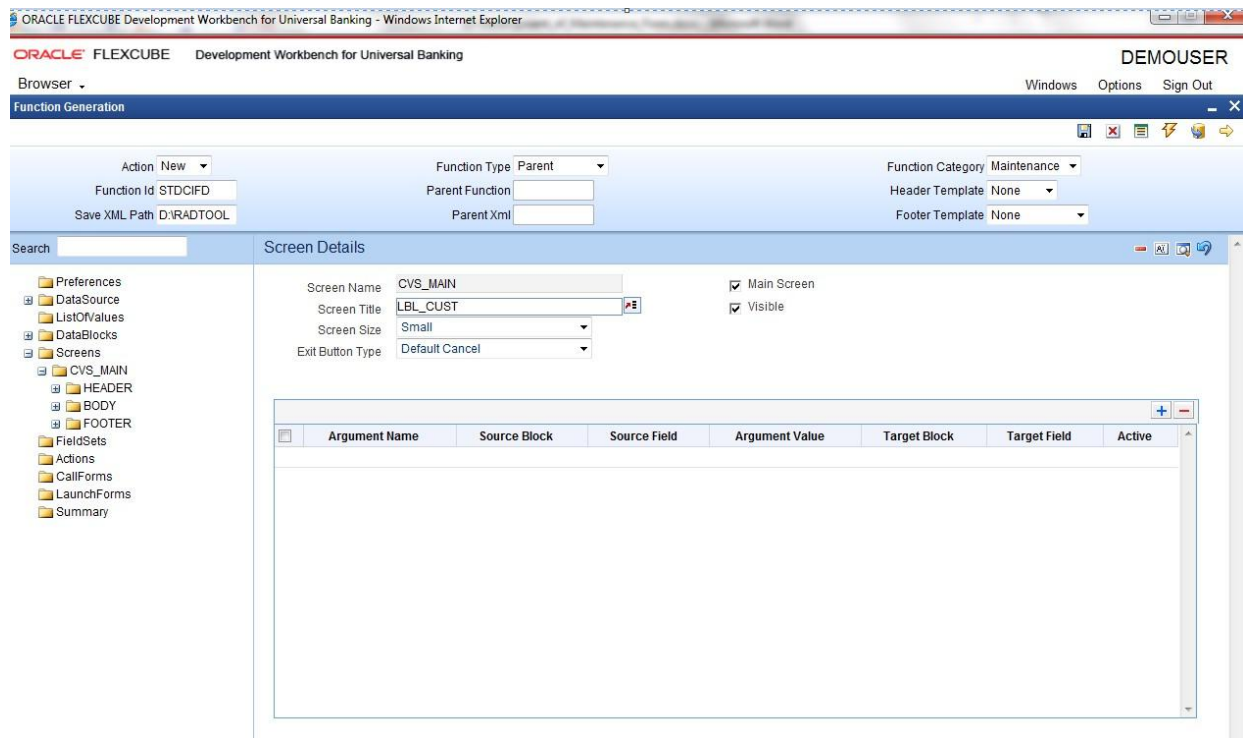 ORACLE FLEXCUBE Development Workbench for Universal Banking - Windows Internet Explorer
ORACLE FLEXCUBE Development Workbench for Universal Banking
DEMOUSER
Browser
Windows Options Sign Out
Function Generation
Action New Function Type Parent Function Category Maintenance
Function Id STDCIFD Parent Function Header Template None
Save XML Path D:\RADTOOL Parent Xml Footer Template None
Search
Screen Details
Preferences
DataSource
ListOfValues
DataBlocks
Screens
CVS_MAIN
HEADER
BODY
FOOTER
FieldSets
Actions
CallForms
LaunchForms
Summary
Screen Name CVS_MAIN Main Screen
Screen Title LBL_CUST Visible
Screen Size Small
Exit Button Type Default Cancel
Argument Name Source Block Source Field Argument Value Target Block Target Field Active